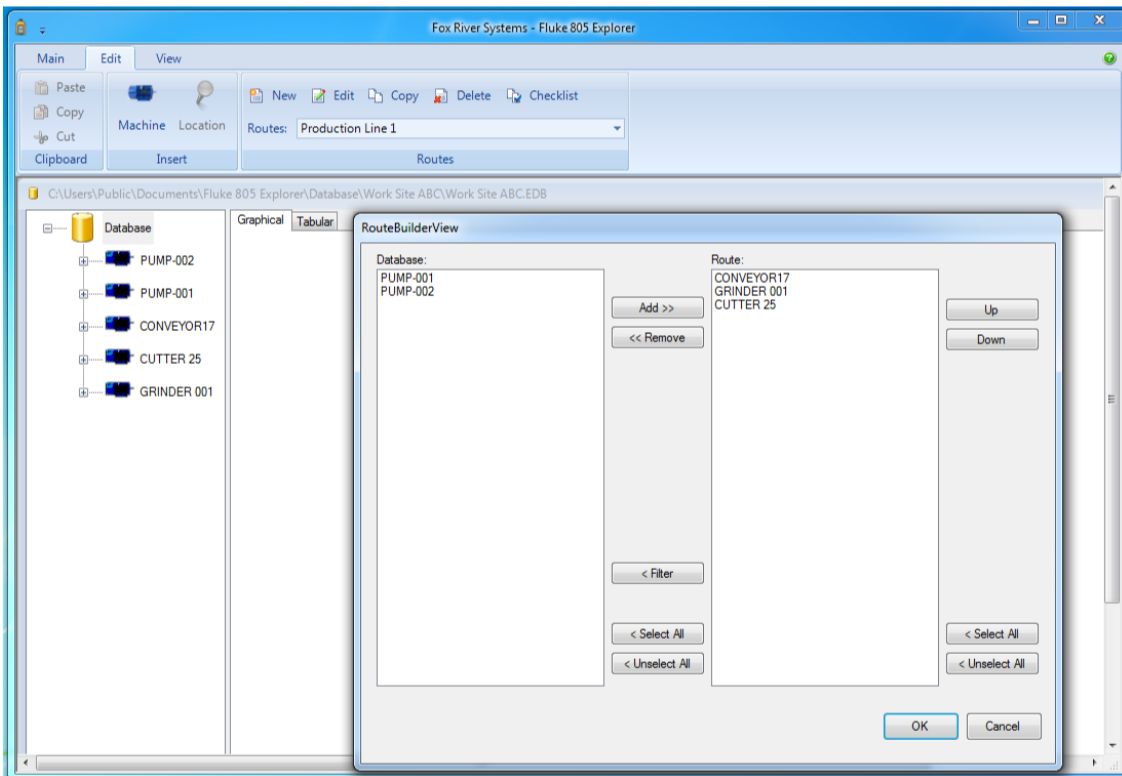 Fox River Systems - Fluke 805 Explorer
Main Edit View
Paste
Copy
Cut
Clipboard
Machine Location
Insert
New Edit Copy Delete Checklist
Routes: Production Line 1
Routes
C:\Users\Public\Documents\Fluke 805 Explorer\Database\Work Site ABC\Work Site ABC.EDB
Database
PUMP-002
PUMP-001
CONVEYOR17
CUTTER 25
GRINDER 001
Graphical Tabular
RouteBuilderView
Database:
PUMP-001
PUMP-002
Add >>
<< Remove
< Filter
< Select All
< Unselect All
Route:
CONVEYOR17
GRINDER 001
CUTTER 25
Up
Down
< Select All
< Unselect All
OK Cancel